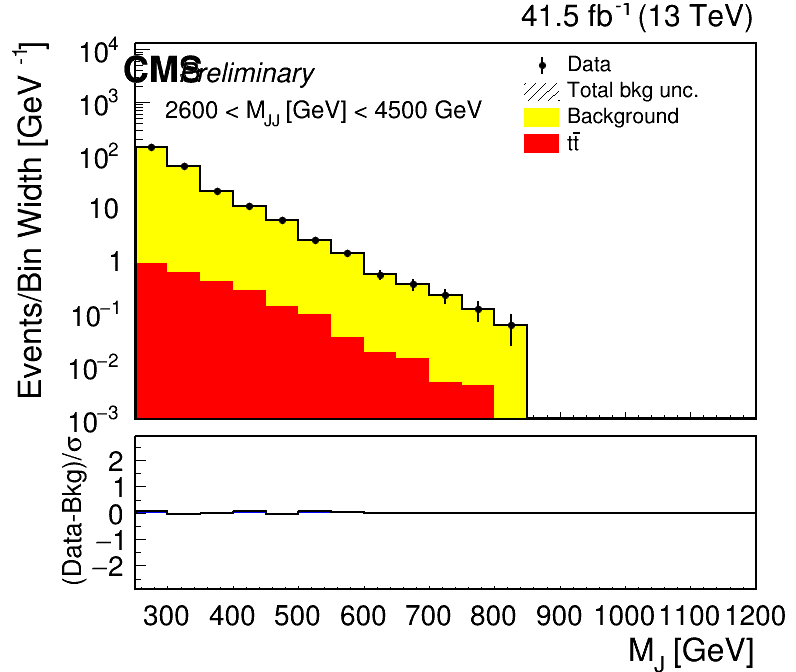 41.5 fb⁻¹ (13 TeV)
CMS Preliminary
2600 < M_JJ [GeV] < 4500 GeV
Data
Total bkg unc.
Background
tt̄
Events/Bin Width [GeV⁻¹]
10⁴
10³
10²
10
1
10⁻¹
10⁻²
10⁻³
(Data-Bkg)/σ
2
1
0
−1
−2
300 400 500 600 700 800 900 1000 1100 1200
M_J [GeV]